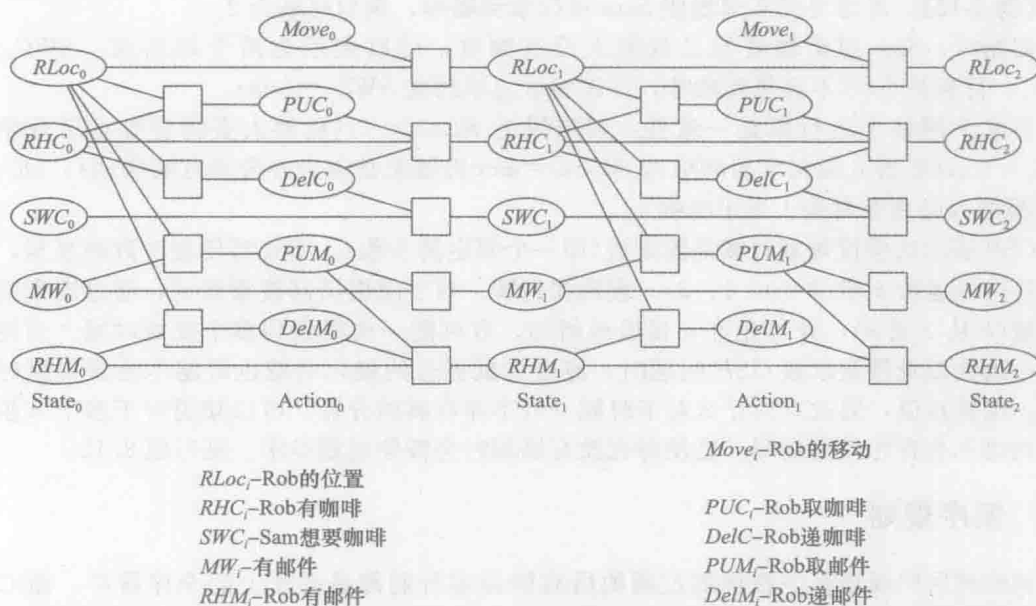 Move₀ Move₁
RLoc₀ RLoc₁ RLoc₂
PUC₀ PUC₁
RHC₀ RHC₁ RHC₂
DelC₀ DelC₁
SWC₀ SWC₁ SWC₂
PUM₀ PUM₁
MW₀ MW₁ MW₂
DelM₀ DelM₁
RHM₀ RHM₁ RHM₂
State₀ Action₀ State₁ Action₁ State₂
Moveᵢ–Rob的移动
RLocᵢ–Rob的位置
RHCᵢ–Rob有咖啡 PUCᵢ–Rob取咖啡
SWCᵢ–Sam想要咖啡 DelC–Rob递咖啡
MWᵢ–有邮件 PUMᵢ–Rob取邮件
RHMᵢ–Rob有邮件 DelMᵢ–Rob递邮件